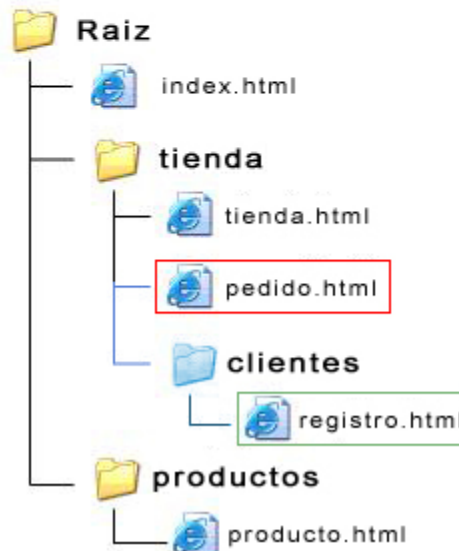 Raiz
index.html
tienda
tienda.html
pedido.html
clientes
registro.html
productos
producto.html